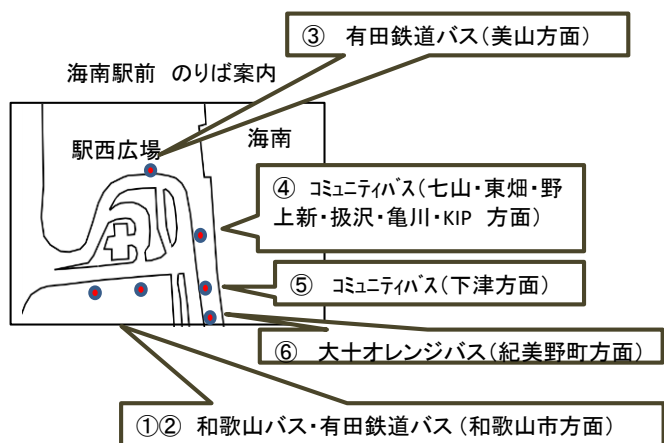 ③ 有田鉄道バス(美山方面)
海南駅前 のりば案内
駅西広場
海南
④ コミュニティバス(七山・東畑・野
上新・扱沢・亀川・KIP 方面)
⑤ コミュニティバス(下津方面)
⑥ 大十オレンジバス(紀美野町方面)
①② 和歌山バス・有田鉄道バス(和歌山市方面)